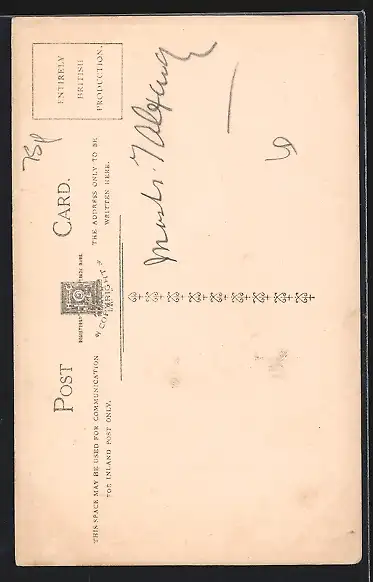 POST CARD.
THIS SPACE MAY BE USED FOR COMMUNICATION
FOR INLAND POST ONLY.
COPYRIGHT
THE ADDRESS ONLY TO BE
WRITTEN HERE.
ENTIRELY
BRITISH
PRODUCTION.